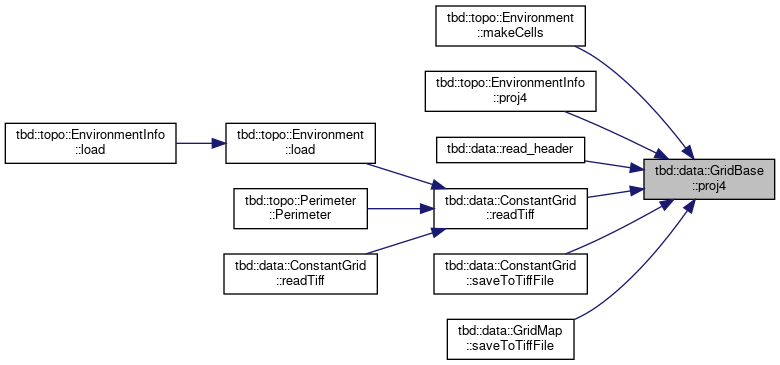 tbd::topo::Environment
::makeCells
tbd::topo::EnvironmentInfo
::proj4
tbd::topo::EnvironmentInfo
::load
tbd::topo::Environment
::load
tbd::data::read_header
tbd::data::GridBase
::proj4
tbd::topo::Perimeter
::Perimeter
tbd::data::ConstantGrid
::readTiff
tbd::data::ConstantGrid
::readTiff
tbd::data::ConstantGrid
::saveToTiffFile
tbd::data::GridMap
::saveToTiffFile